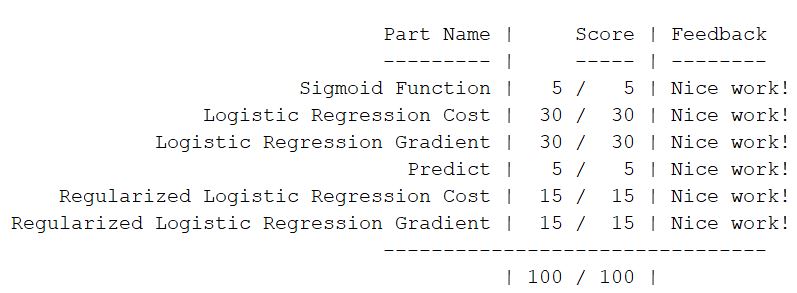 Part Name | Score | Feedback
--------- | ----- | --------
Sigmoid Function | 5 / 5 | Nice work!
Logistic Regression Cost | 30 / 30 | Nice work!
Logistic Regression Gradient | 30 / 30 | Nice work!
Predict | 5 / 5 | Nice work!
Regularized Logistic Regression Cost | 15 / 15 | Nice work!
Regularized Logistic Regression Gradient | 15 / 15 | Nice work!
--------------------------------
| 100 / 100 |